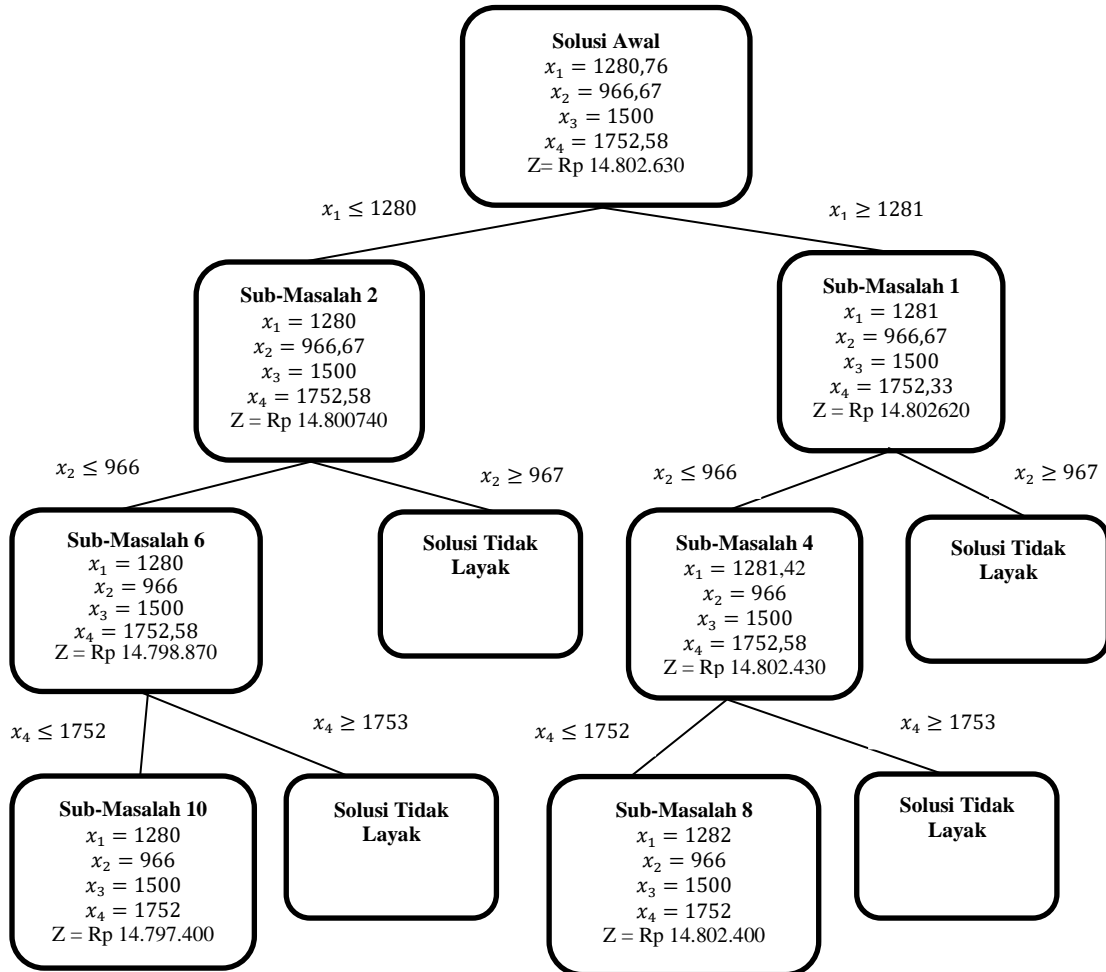 Solusi Awal
x₁ = 1280,76
x₂ = 966,67
x₃ = 1500
x₄ = 1752,58
Z= Rp 14.802.630
x₁ ≤ 1280
x₁ ≥ 1281
Sub-Masalah 2
x₁ = 1280
x₂ = 966,67
x₃ = 1500
x₄ = 1752,58
Z = Rp 14.800740
Sub-Masalah 1
x₁ = 1281
x₂ = 966,67
x₃ = 1500
x₄ = 1752,33
Z = Rp 14.802620
x₂ ≤ 966
x₂ ≥ 967
x₂ ≤ 966
x₂ ≥ 967
Sub-Masalah 6
x₁ = 1280
x₂ = 966
x₃ = 1500
x₄ = 1752,58
Z = Rp 14.798.870
Solusi Tidak
Layak
Sub-Masalah 4
x₁ = 1281,42
x₂ = 966
x₃ = 1500
x₄ = 1752,58
Z = Rp 14.802.430
Solusi Tidak
Layak
x₄ ≤ 1752
x₄ ≥ 1753
x₄ ≤ 1752
x₄ ≥ 1753
Sub-Masalah 10
x₁ = 1280
x₂ = 966
x₃ = 1500
x₄ = 1752
Z = Rp 14.797.400
Solusi Tidak
Layak
Sub-Masalah 8
x₁ = 1282
x₂ = 966
x₃ = 1500
x₄ = 1752
Z = Rp 14.802.400
Solusi Tidak
Layak